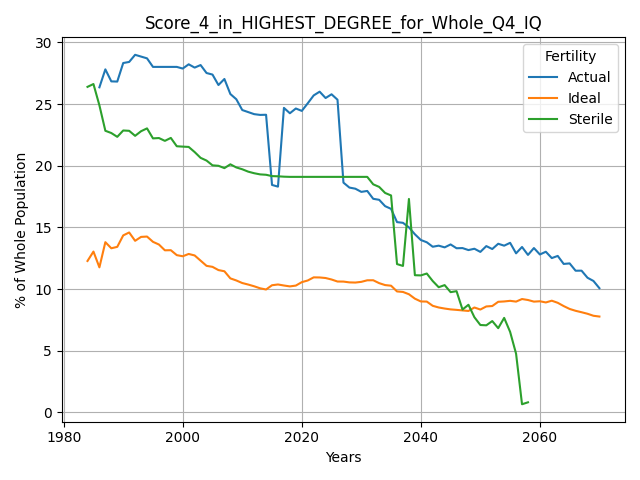 Score_4_in_HIGHEST_DEGREE_for_Whole_Q4_IQ
% of Whole Population
30
25
20
15
10
5
0
Fertility
Actual
Ideal
Sterile
1980
2000
2020
2040
2060
Years